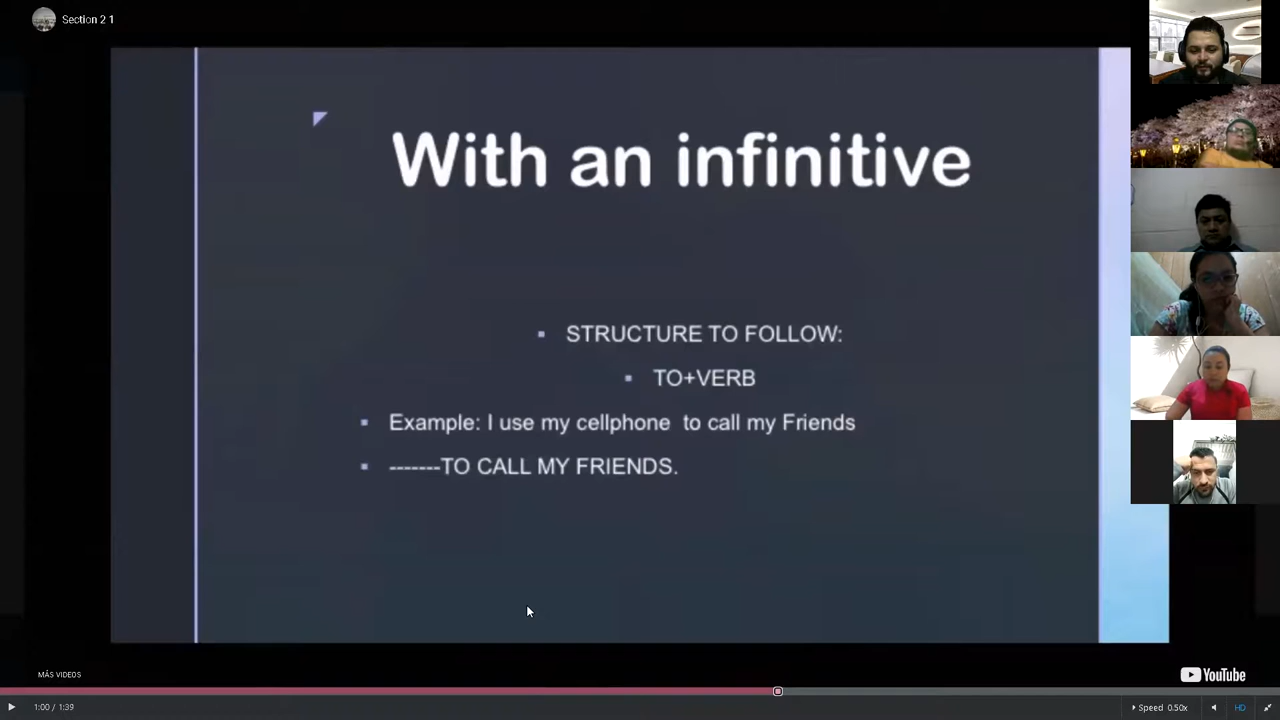 Section 2 1
With an infinitive
STRUCTURE TO FOLLOW:
TO+VERB
Example: I use my cellphone to call my Friends
-------TO CALL MY FRIENDS.
MÁS VIDEOS
YouTube
1:00 / 1:39
Speed 0.50x
HD